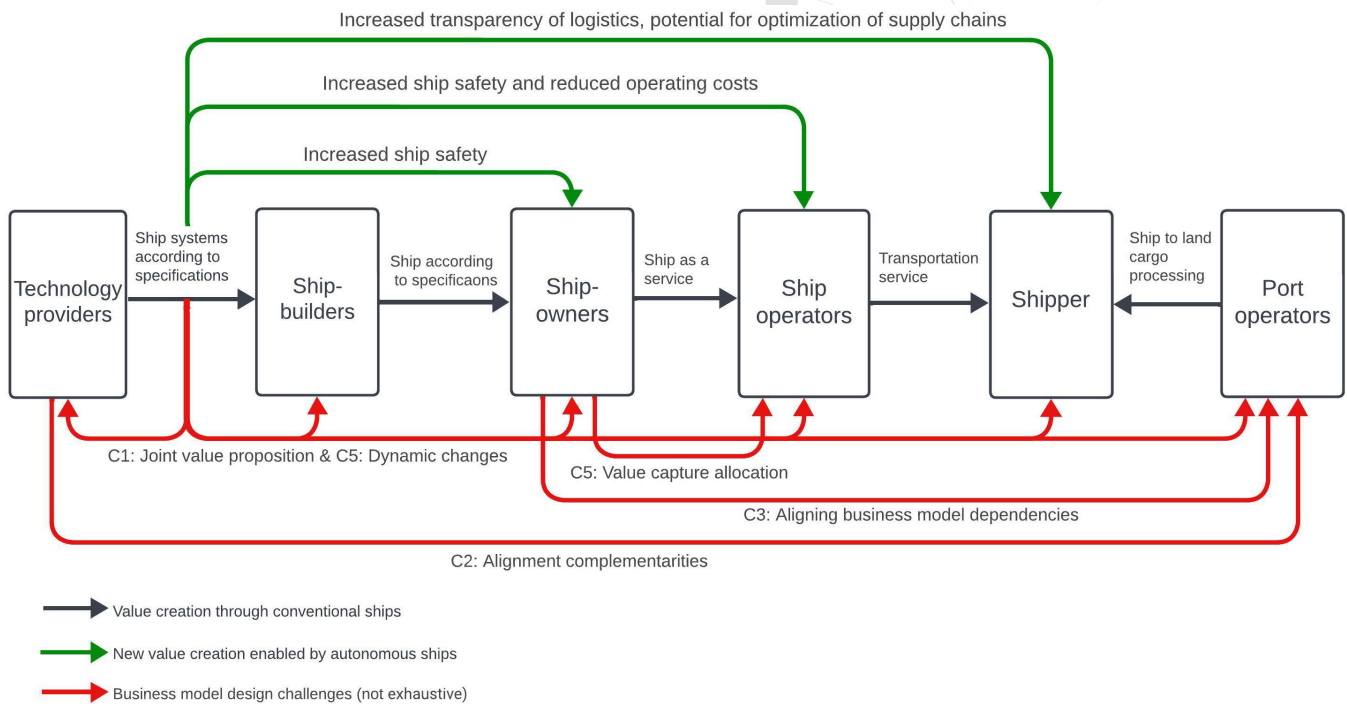 Increased transparency of logistics, potential for optimization of supply chains
Increased ship safety and reduced operating costs
Increased ship safety
Technology
providers
Ship systems
according to
specifications
Ship-
builders
Ship according
to specificaons
Ship-
owners
Ship as a
service
Ship
operators
Transportation
service
Shipper
Ship to land
cargo
processing
Port
operators
C1: Joint value proposition & C5: Dynamic changes
C5: Value capture allocation
C3: Aligning business model dependencies
C2: Alignment complementarities
Value creation through conventional ships
New value creation enabled by autonomous ships
Business model design challenges (not exhaustive)